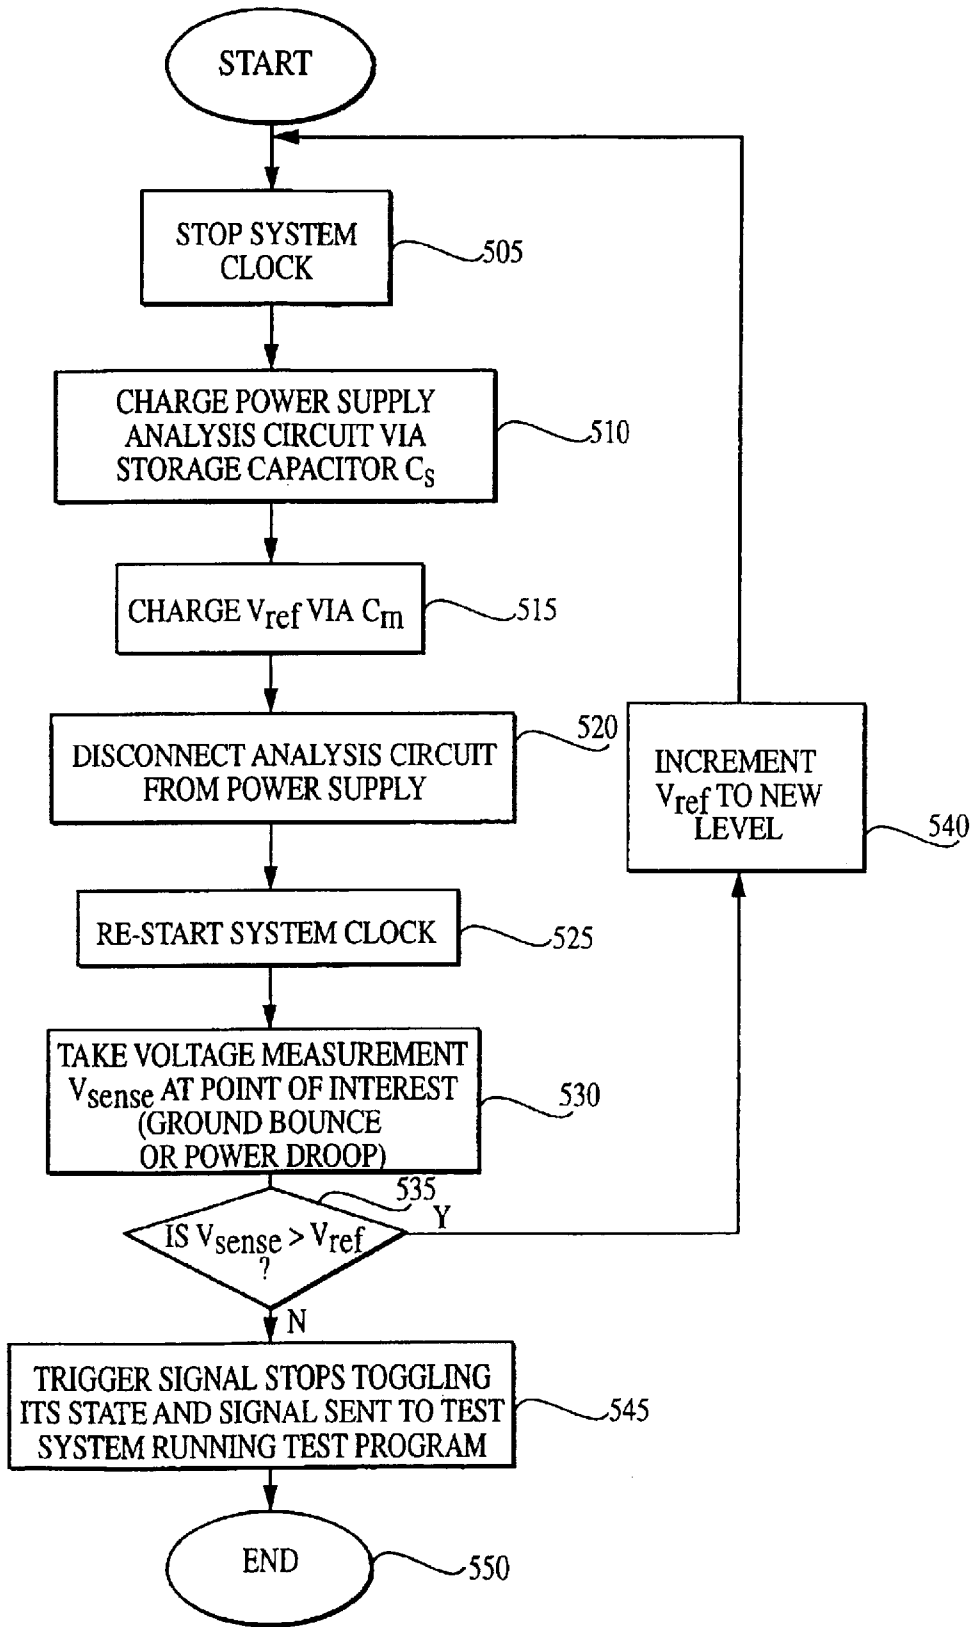 START
STOP SYSTEM
CLOCK
505
CHARGE POWER SUPPLY
ANALYSIS CIRCUIT VIA
STORAGE CAPACITOR Cs
510
CHARGE Vref VIA Cm
515
DISCONNECT ANALYSIS CIRCUIT
FROM POWER SUPPLY
520
INCREMENT
Vref TO NEW
LEVEL
540
RE-START SYSTEM CLOCK
525
TAKE VOLTAGE MEASUREMENT
Vsense AT POINT OF INTEREST
(GROUND BOUNCE
OR POWER DROOP)
530
535
IS Vsense > Vref
?
Y
N
TRIGGER SIGNAL STOPS TOGGLING
ITS STATE AND SIGNAL SENT TO TEST
SYSTEM RUNNING TEST PROGRAM
545
END
550